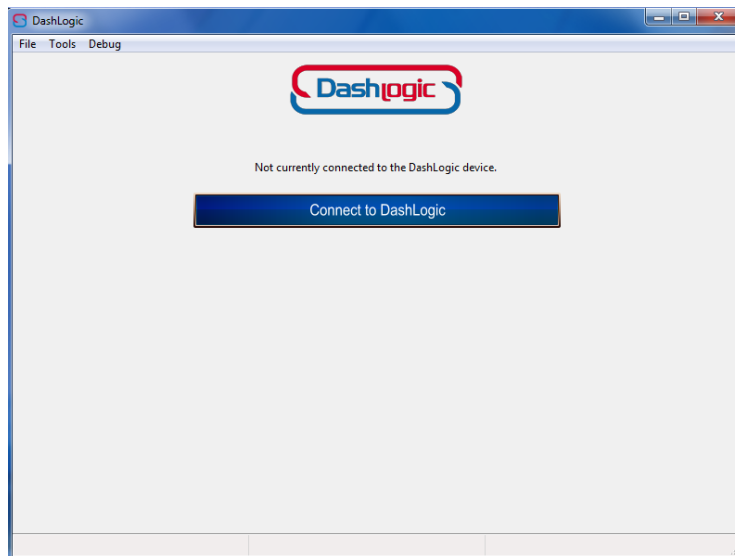 DashLogic
File Tools Debug
Dashlogic
Not currently connected to the DashLogic device.
Connect to DashLogic